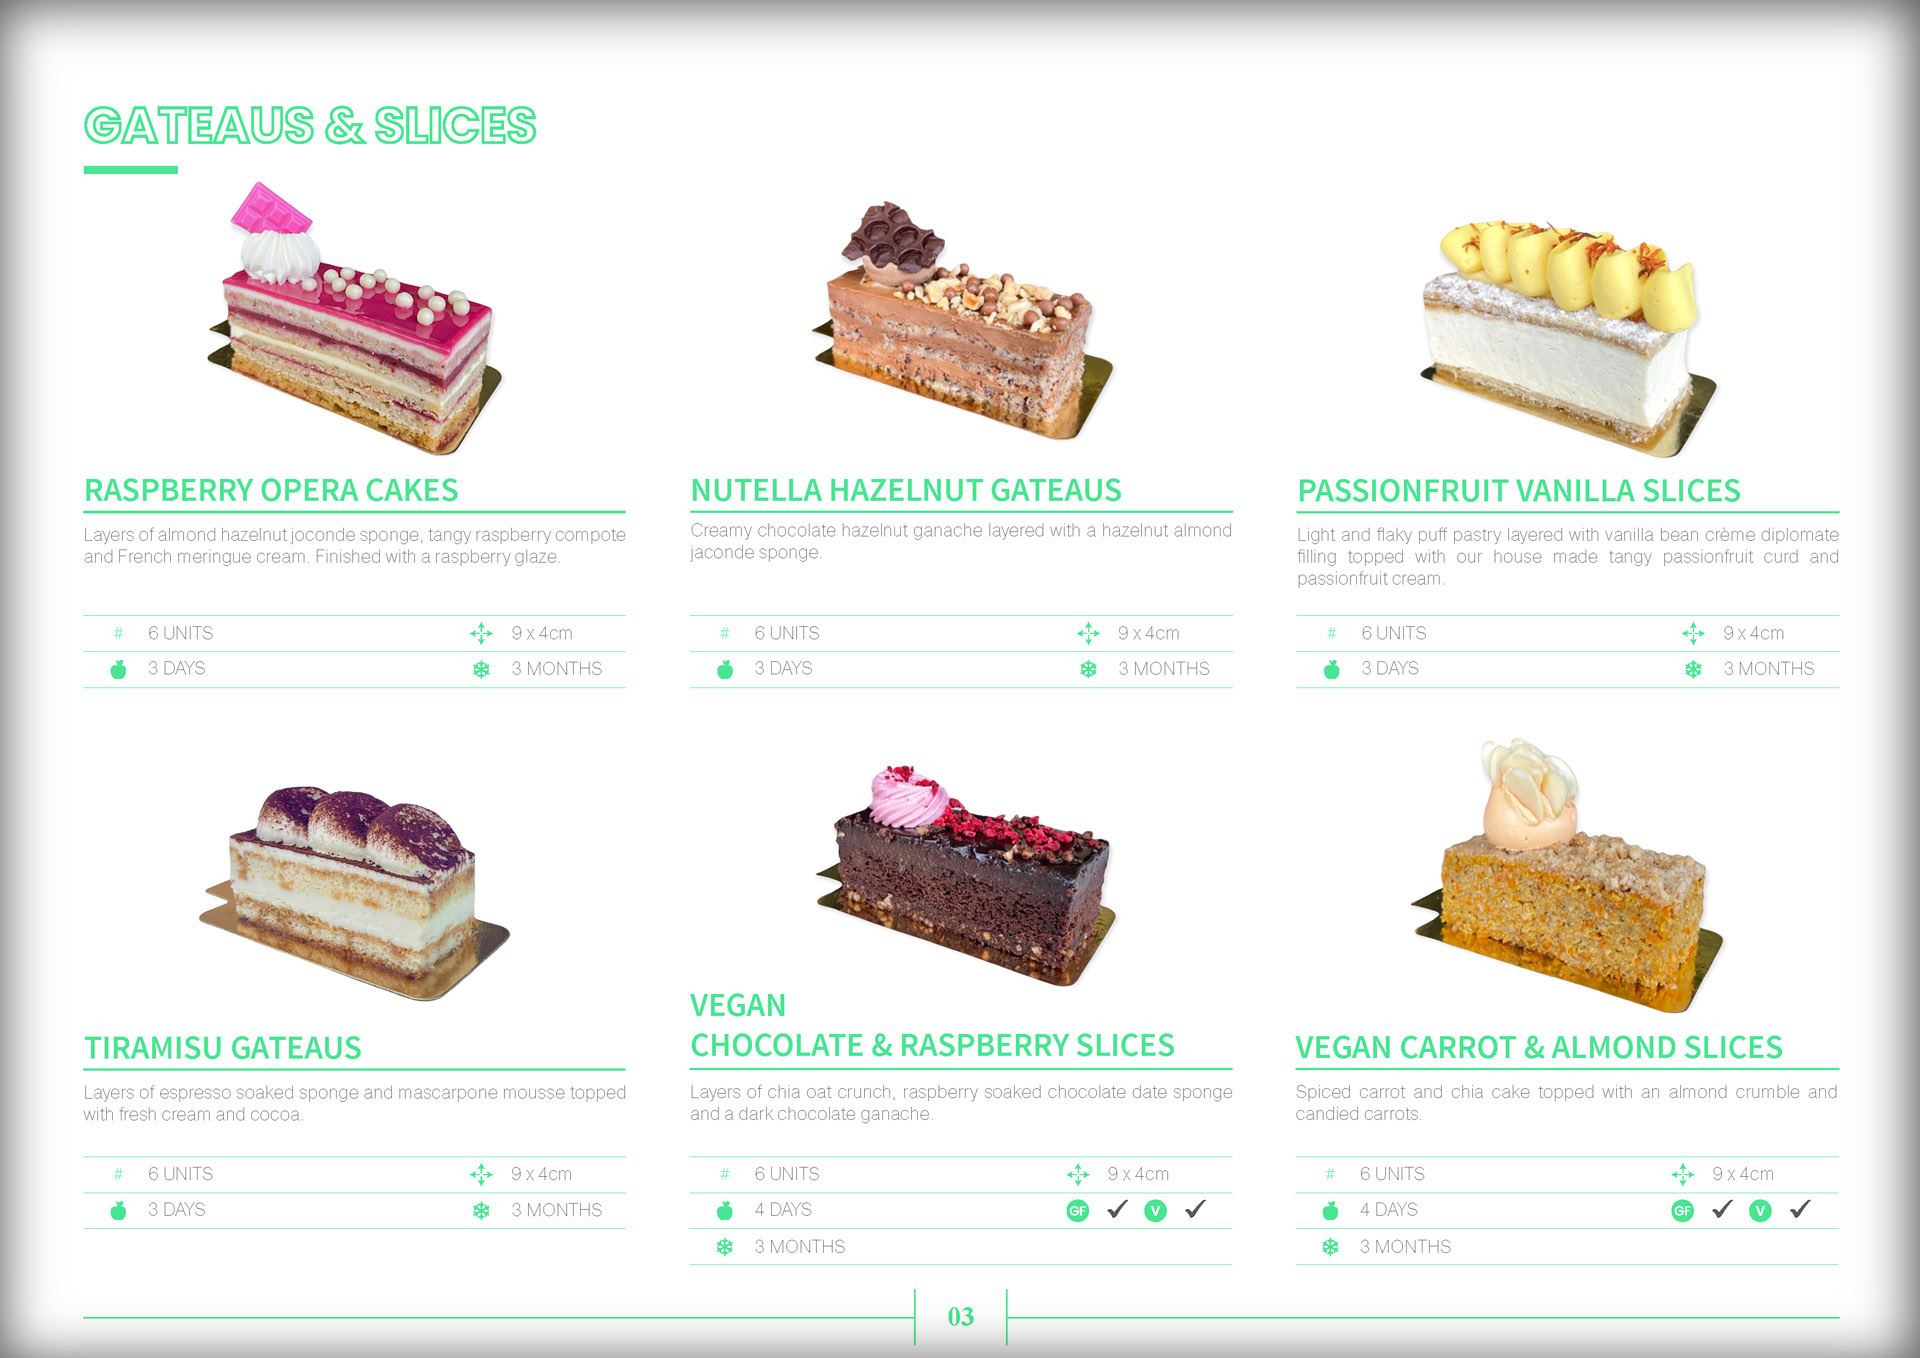 GATEAUS & SLICES
RASPBERRY OPERA CAKES
Layers of almond hazelnut joconde sponge, tangy raspberry compote
and French meringue cream. Finished with a raspberry glaze.
# 6 UNITS 9 x 4cm
3 DAYS 3 MONTHS
NUTELLA HAZELNUT GATEAUS
Creamy chocolate hazelnut ganache layered with a hazelnut almond
jaconde sponge.
# 6 UNITS 9 x 4cm
3 DAYS 3 MONTHS
PASSIONFRUIT VANILLA SLICES
Light and flaky puff pastry layered with vanilla bean crème diplomate
filling topped with our house made tangy passionfruit curd and
passionfruit cream.
# 6 UNITS 9 x 4cm
3 DAYS 3 MONTHS
TIRAMISU GATEAUS
Layers of espresso soaked sponge and mascarpone mousse topped
with fresh cream and cocoa.
# 6 UNITS 9 x 4cm
3 DAYS 3 MONTHS
VEGAN
CHOCOLATE & RASPBERRY SLICES
Layers of chia oat crunch, raspberry soaked chocolate date sponge
and a dark chocolate ganache.
# 6 UNITS 9 x 4cm
4 DAYS GF ✓ V ✓
3 MONTHS
VEGAN CARROT & ALMOND SLICES
Spiced carrot and chia cake topped with an almond crumble and
candied carrots.
# 6 UNITS 9 x 4cm
4 DAYS GF ✓ V ✓
3 MONTHS
03